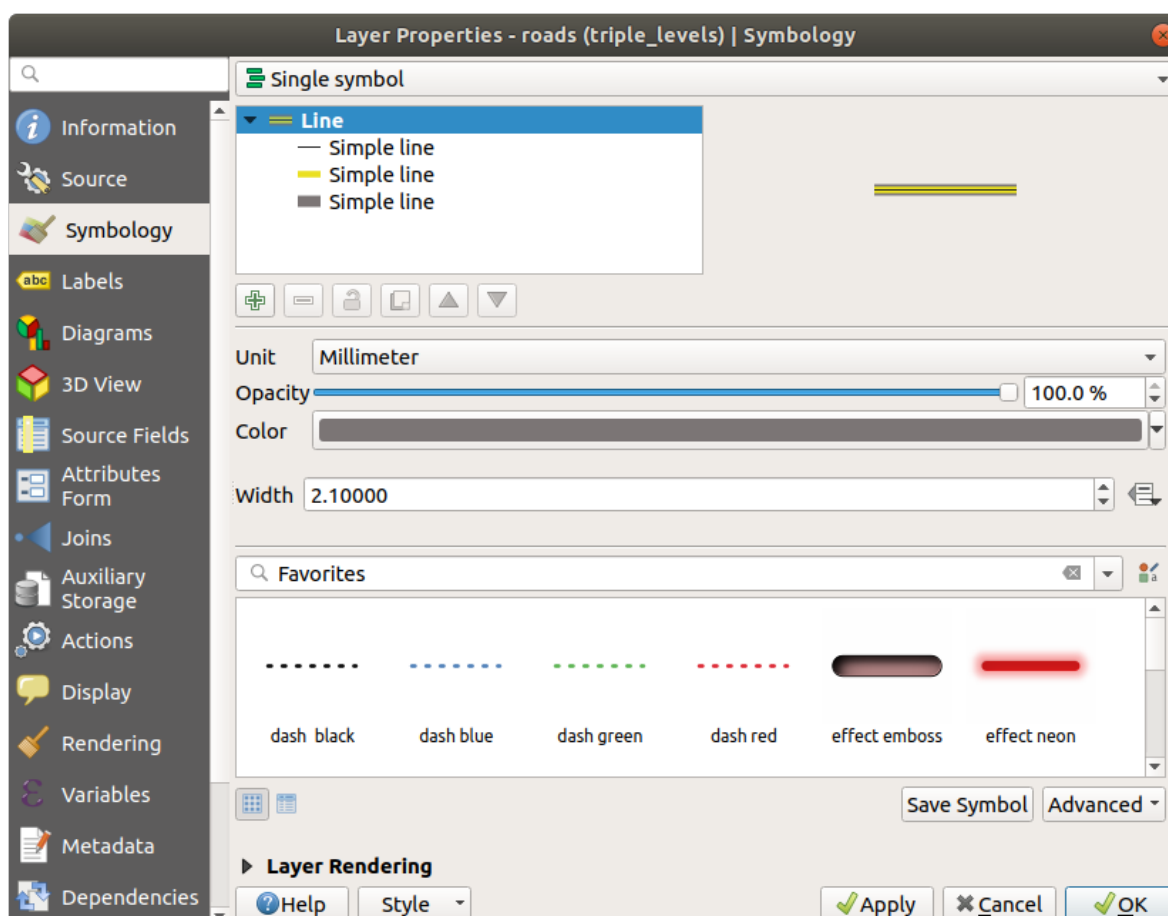 Layer Properties - roads (triple_levels) | Symbology
Information
Source
Symbology
abc Labels
Diagrams
3D View
Source Fields
Attributes
Form
Joins
Auxiliary
Storage
Actions
Display
Rendering
Variables
Metadata
Dependencies
Single symbol
Line
Simple line
Simple line
Simple line
Unit Millimeter
Opacity 100.0 %
Color
Width 2.10000
Favorites
dash black dash blue dash green dash red effect emboss effect neon
Save Symbol Advanced
Layer Rendering
Help Style Apply Cancel OK